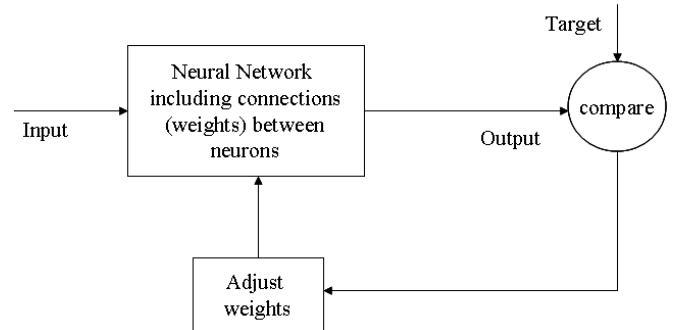 Target
Neural Network
including connections
(weights) between
neurons
compare
Input
Output
Adjust
weights